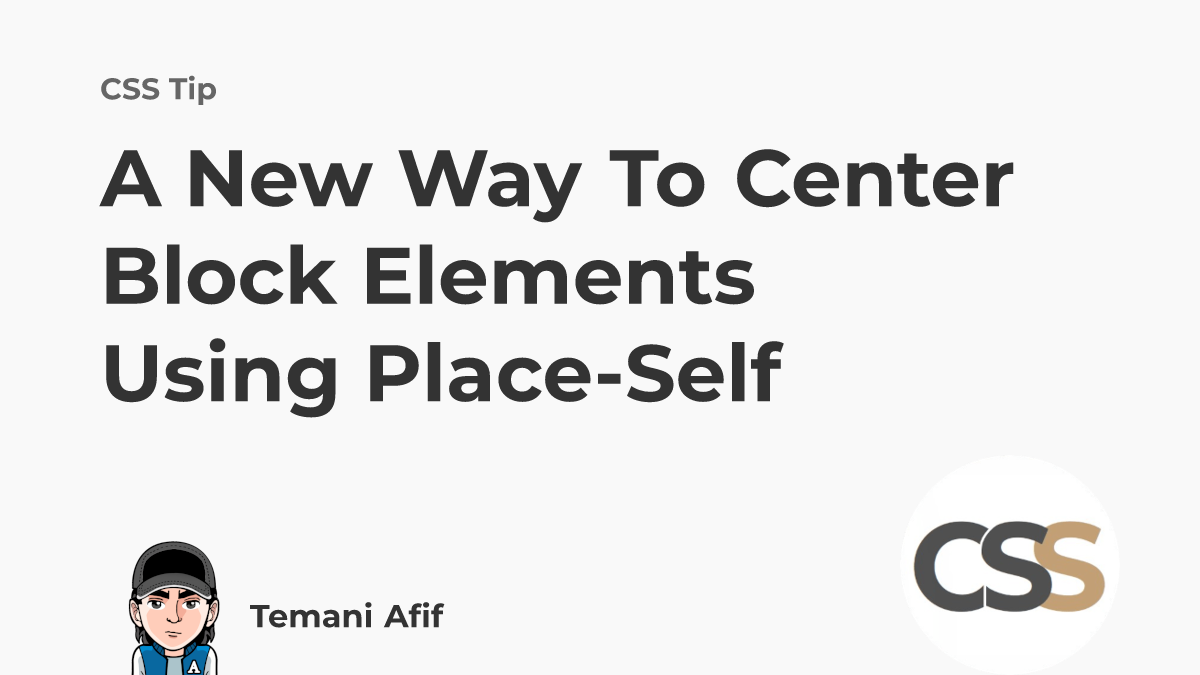 CSS Tip
A New Way To Center
Block Elements
Using Place-Self
A
Temani Afif
CSS